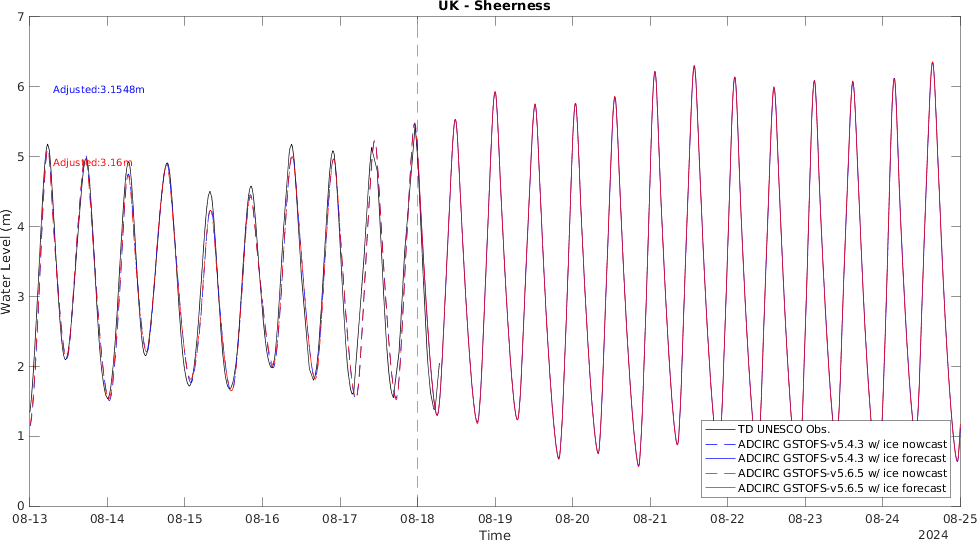 UK - Sheerness
7
6
5
4
3
2
1
0
Water Level (m)
Adjusted:3.1548m
Adjusted:3.16m
TD UNESCO Obs.
ADCIRC GSTOFS-v5.4.3 w/ ice nowcast
ADCIRC GSTOFS-v5.4.3 w/ ice forecast
ADCIRC GSTOFS-v5.6.5 w/ ice nowcast
ADCIRC GSTOFS-v5.6.5 w/ ice forecast
08-13 08-14 08-15 08-16 08-17 08-18 08-19 08-20 08-21 08-22 08-23 08-24 08-25
Time
2024